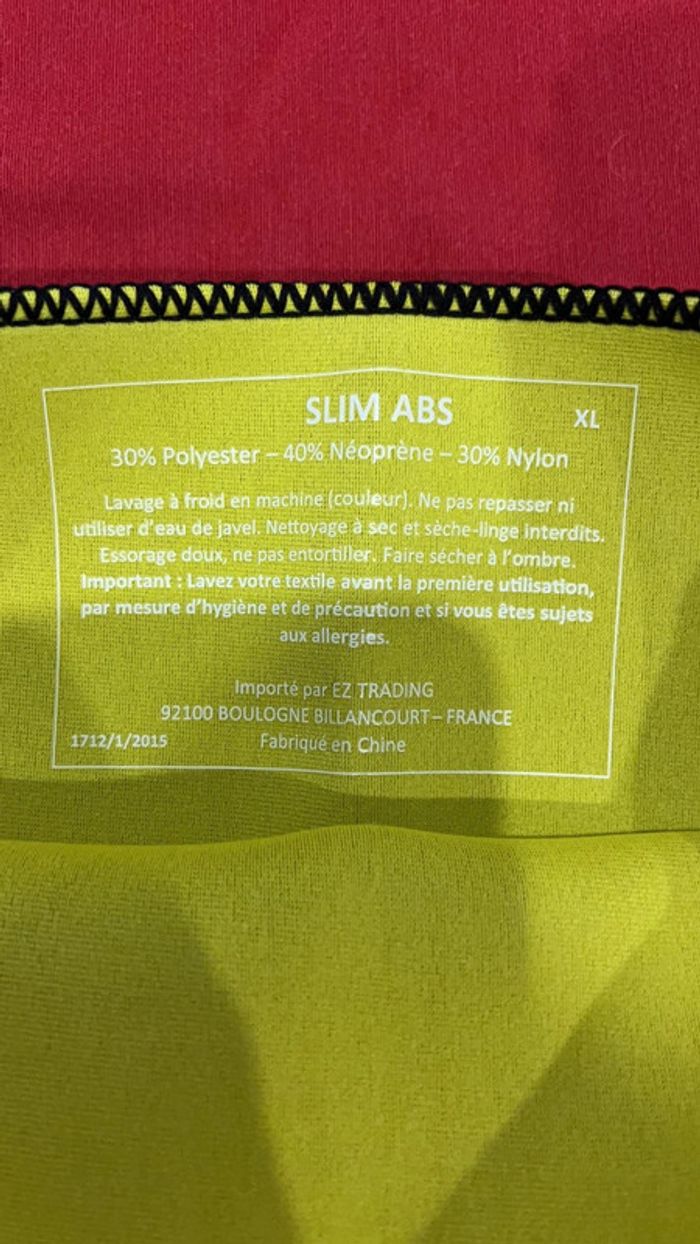 SLIM ABS XL
30% Polyester – 40% Néoprène – 30% Nylon
Lavage à froid en machine (couleur). Ne pas repasser ni
utiliser d'eau de javel. Nettoyage à sec et sèche-linge interdits.
Essorage doux, ne pas entortiller. Faire sécher à l'ombre.
Important : Lavez votre textile avant la première utilisation,
par mesure d'hygiène et de précaution et si vous êtes sujets
aux allergies.
Importé par EZ TRADING
92100 BOULOGNE BILLANCOURT – FRANCE
1712/1/2015 Fabriqué en Chine